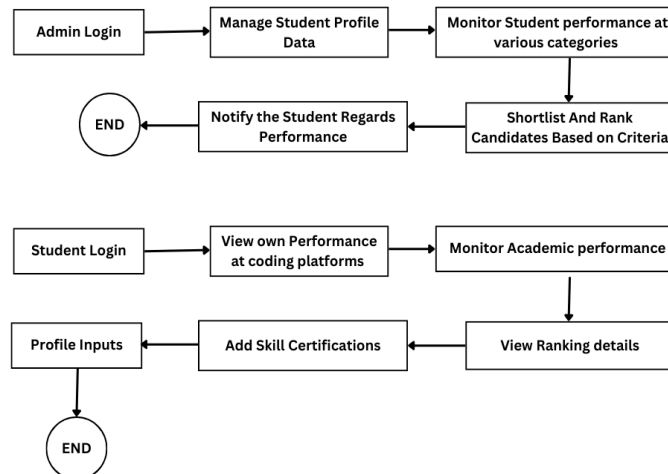 Admin Login
Manage Student Profile
Data
Monitor Student performance at
various categories
END
Notify the Student Regards
Performance
Shortlist And Rank
Candidates Based on Criteria
Student Login
View own Performance
at coding platforms
Monitor Academic performance
Profile Inputs
Add Skill Certifications
View Ranking details
END